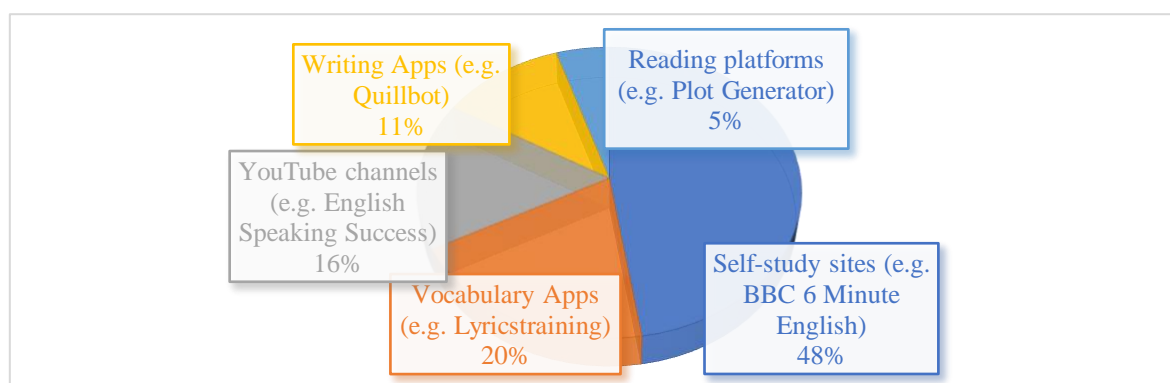 Writing Apps (e.g.
Quillbot)
11%
Reading platforms
(e.g. Plot Generator)
5%
YouTube channels
(e.g. English
Speaking Success)
16%
Vocabulary Apps
(e.g. Lyricstraining)
20%
Self-study sites (e.g.
BBC 6 Minute
English)
48%